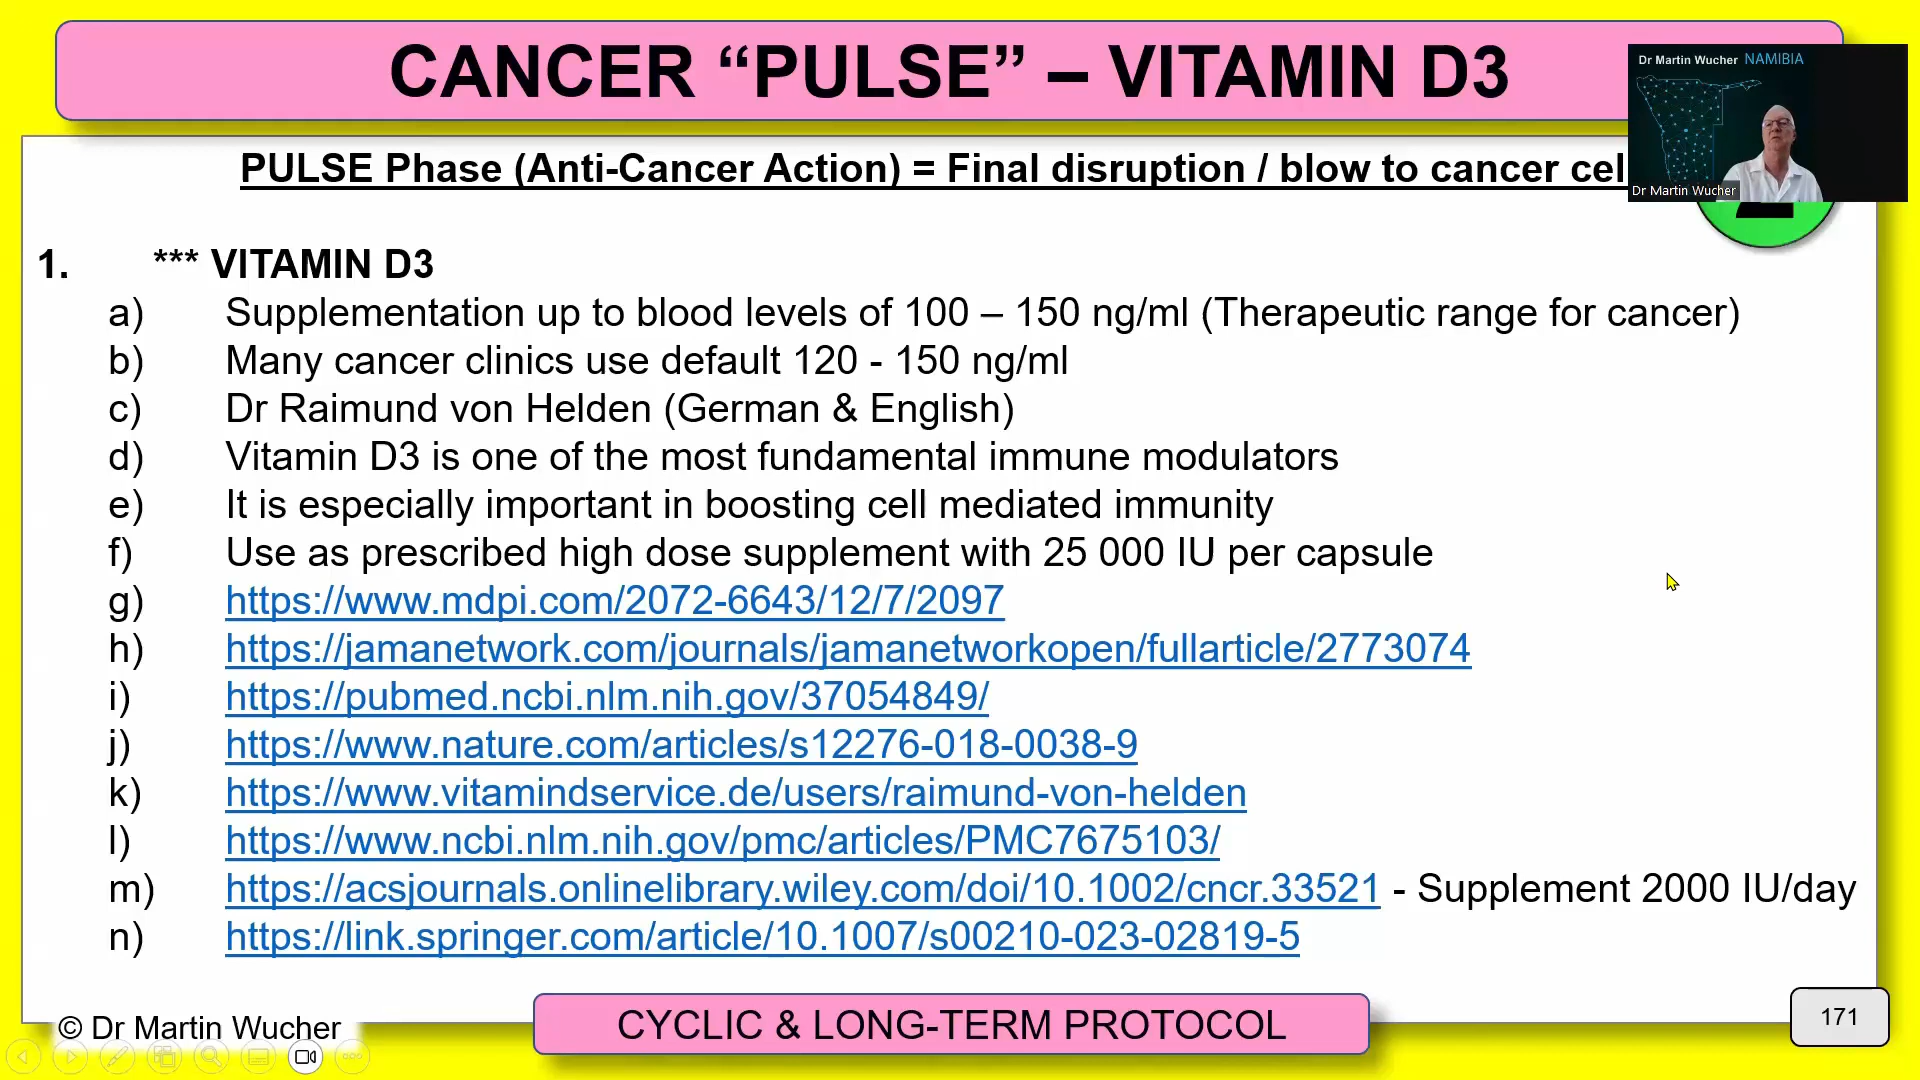 CANCER “PULSE” – VITAMIN D3
Dr Martin Wucher NAMIBIA
Dr Martin Wucher
PULSE Phase (Anti-Cancer Action) = Final disruption / blow to cancer cel
1. *** VITAMIN D3
a) Supplementation up to blood levels of 100 – 150 ng/ml (Therapeutic range for cancer)
b) Many cancer clinics use default 120 - 150 ng/ml
c) Dr Raimund von Helden (German & English)
d) Vitamin D3 is one of the most fundamental immune modulators
e) It is especially important in boosting cell mediated immunity
f) Use as prescribed high dose supplement with 25 000 IU per capsule
g) https://www.mdpi.com/2072-6643/12/7/2097
h) https://jamanetwork.com/journals/jamanetworkopen/fullarticle/2773074
i) https://pubmed.ncbi.nlm.nih.gov/37054849/
j) https://www.nature.com/articles/s12276-018-0038-9
k) https://www.vitamindservice.de/users/raimund-von-helden
l) https://www.ncbi.nlm.nih.gov/pmc/articles/PMC7675103/
m) https://acsjournals.onlinelibrary.wiley.com/doi/10.1002/cncr.33521 - Supplement 2000 IU/day
n) https://link.springer.com/article/10.1007/s00210-023-02819-5
© Dr Martin Wucher
CYCLIC & LONG-TERM PROTOCOL
171